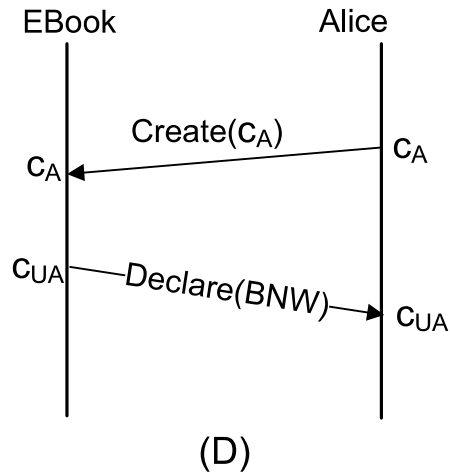 EBook Alice
Create(cA)
cA cA
cUA Declare(BNW) cUA
(D)